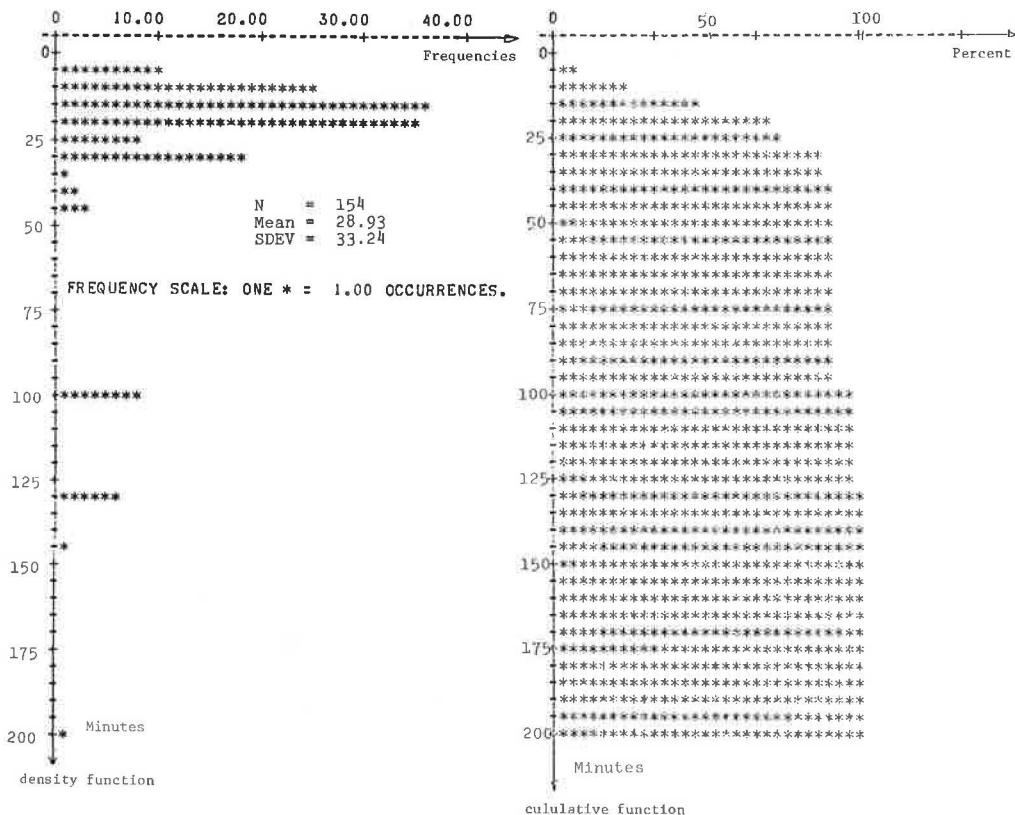 0 10.00 20.00 30.00 40.00
Frequencies
0
25
50
75
100
125
150
175
200
N = 154
Mean = 28.93
SDEV = 33.24
FREQUENCY SCALE: ONE * = 1.00 OCCURRENCES.
Minutes
density function
0 50 100
Percent
0
25
50
75
100
125
150
175
200
Minutes
cululative function